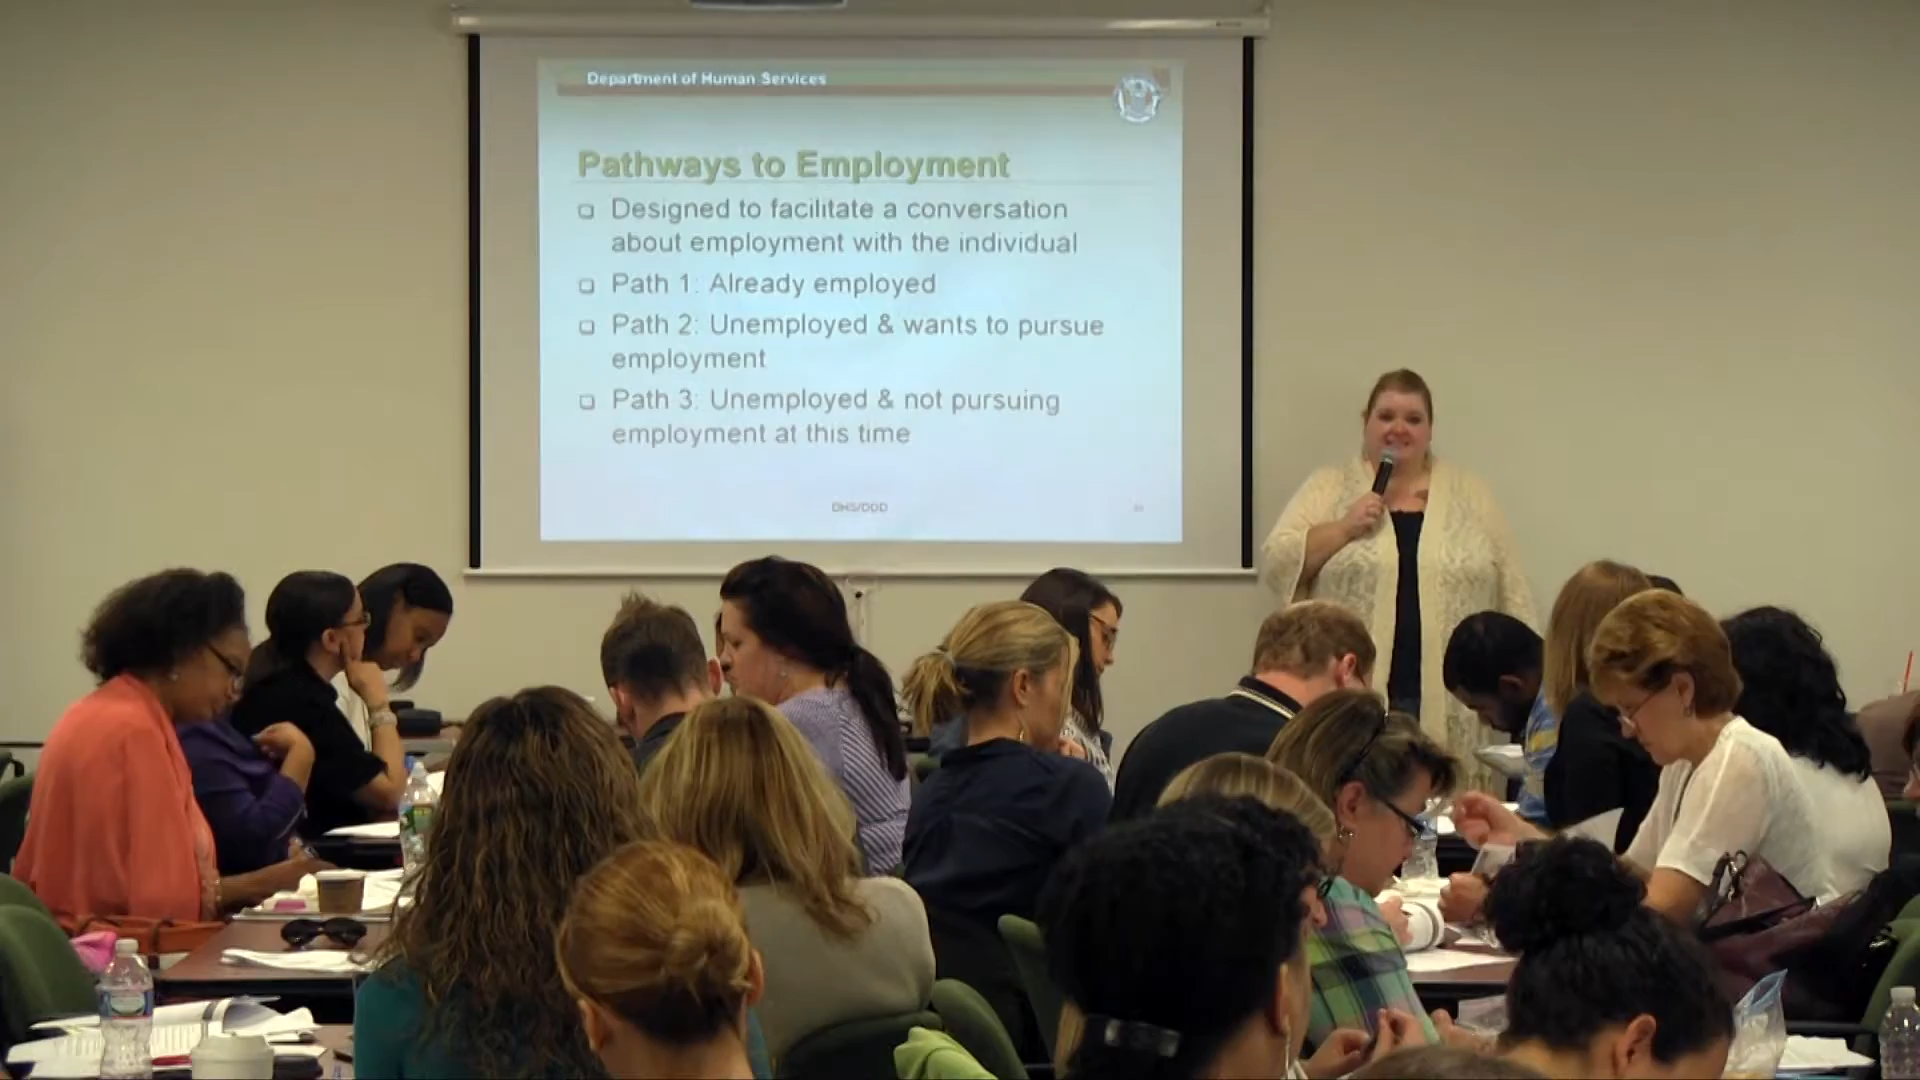 Department of Human Services
Pathways to Employment
Designed to facilitate a conversation
about employment with the individual
Path 1: Already employed
Path 2: Unemployed & wants to pursue
employment
Path 3: Unemployed & not pursuing
employment at this time
DHS/DDD